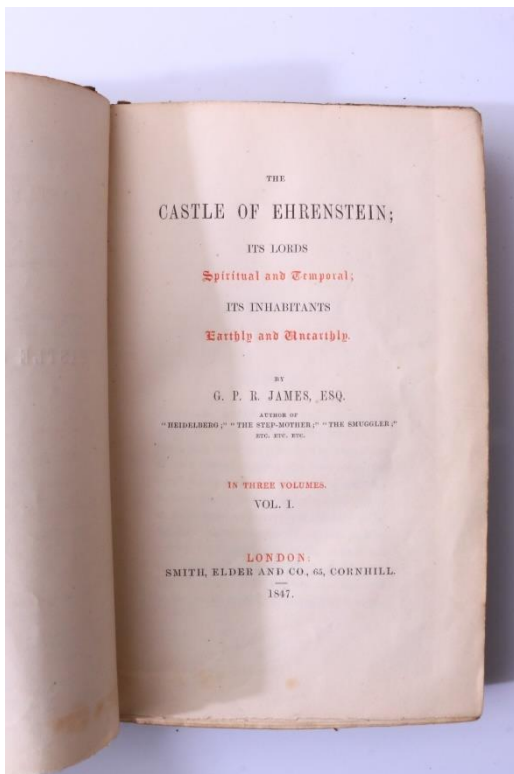 THE
CASTLE OF EHRENSTEIN;
ITS LORDS
Spiritual and Temporal;
ITS INHABITANTS
Earthly and Unearthly.
BY
G. P. R. JAMES, ESQ.
AUTHOR OF
"HEIDELBERG;" "THE STEP-MOTHER;" "THE SMUGGLER;"
ETC. ETC. ETC.
IN THREE VOLUMES.
VOL. I.
LONDON:
SMITH, ELDER AND CO., 65, CORNHILL.
1847.